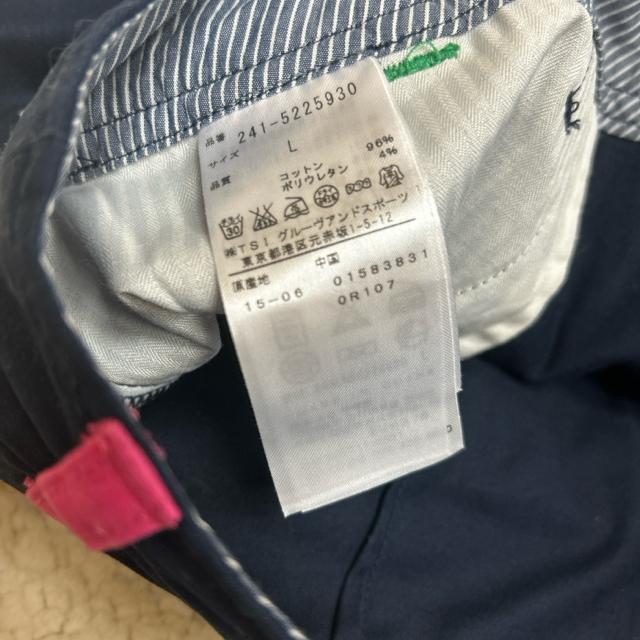 品番 241-5225930
サイズ L
品質 コットン 96%
ポリウレタン 4%
30
㈱TSI グルーヴアンドスポーツ
東京都港区元赤坂1-5-12
原産地 中国
15-06 01583831
0R107